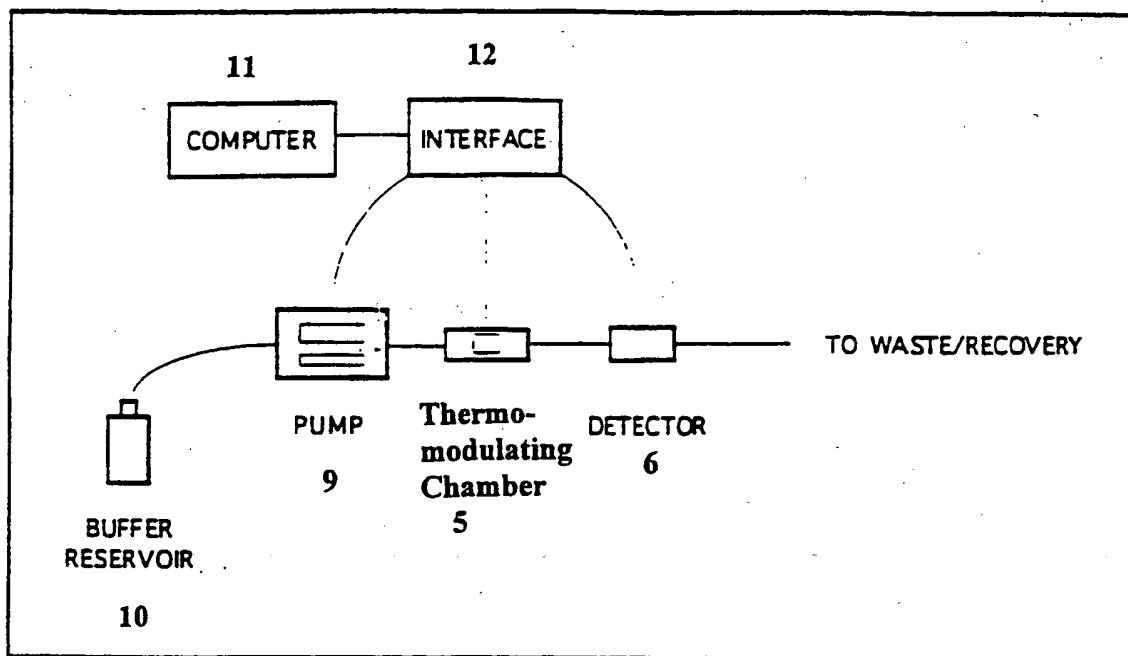 11
12
COMPUTER
INTERFACE
TO WASTE/RECOVERY
PUMP
9
Thermo-
modulating
Chamber
5
DETECTOR
6
BUFFER
RESERVOIR
10